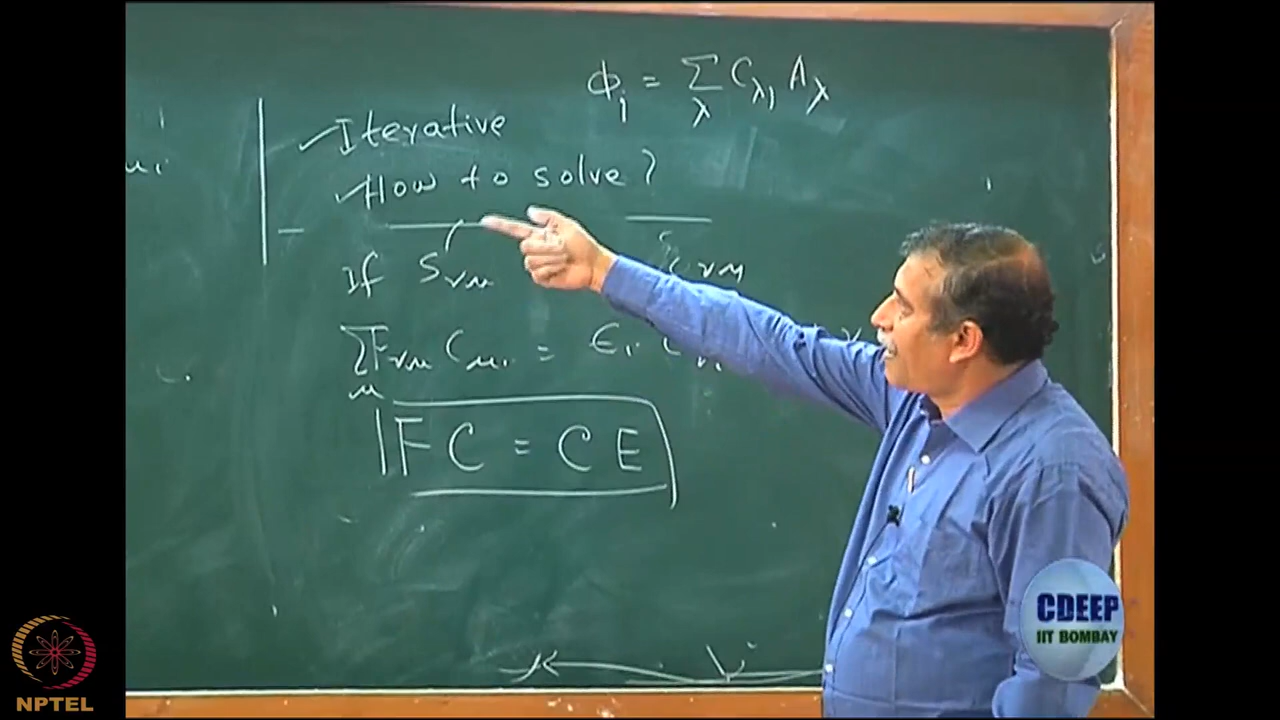 ϕᵢ = Σ_λ C_λi A_λ
✓Iterative
✓How to solve?
If S_νμ
Σ_μ F_νμ C_μi = ϵᵢ C_νi
FC = CE
CDEEP
IIT BOMBAY
NPTEL